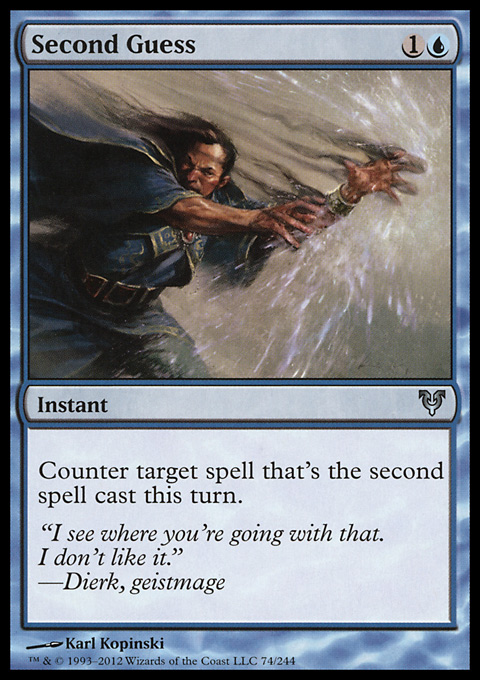 Second Guess 1
Instant
Counter target spell that's the second
spell cast this turn.
"I see where you're going with that.
I don't like it."
—Dierk, geistmage
Karl Kopinski
™ & © 1993–2012 Wizards of the Coast LLC 74/244